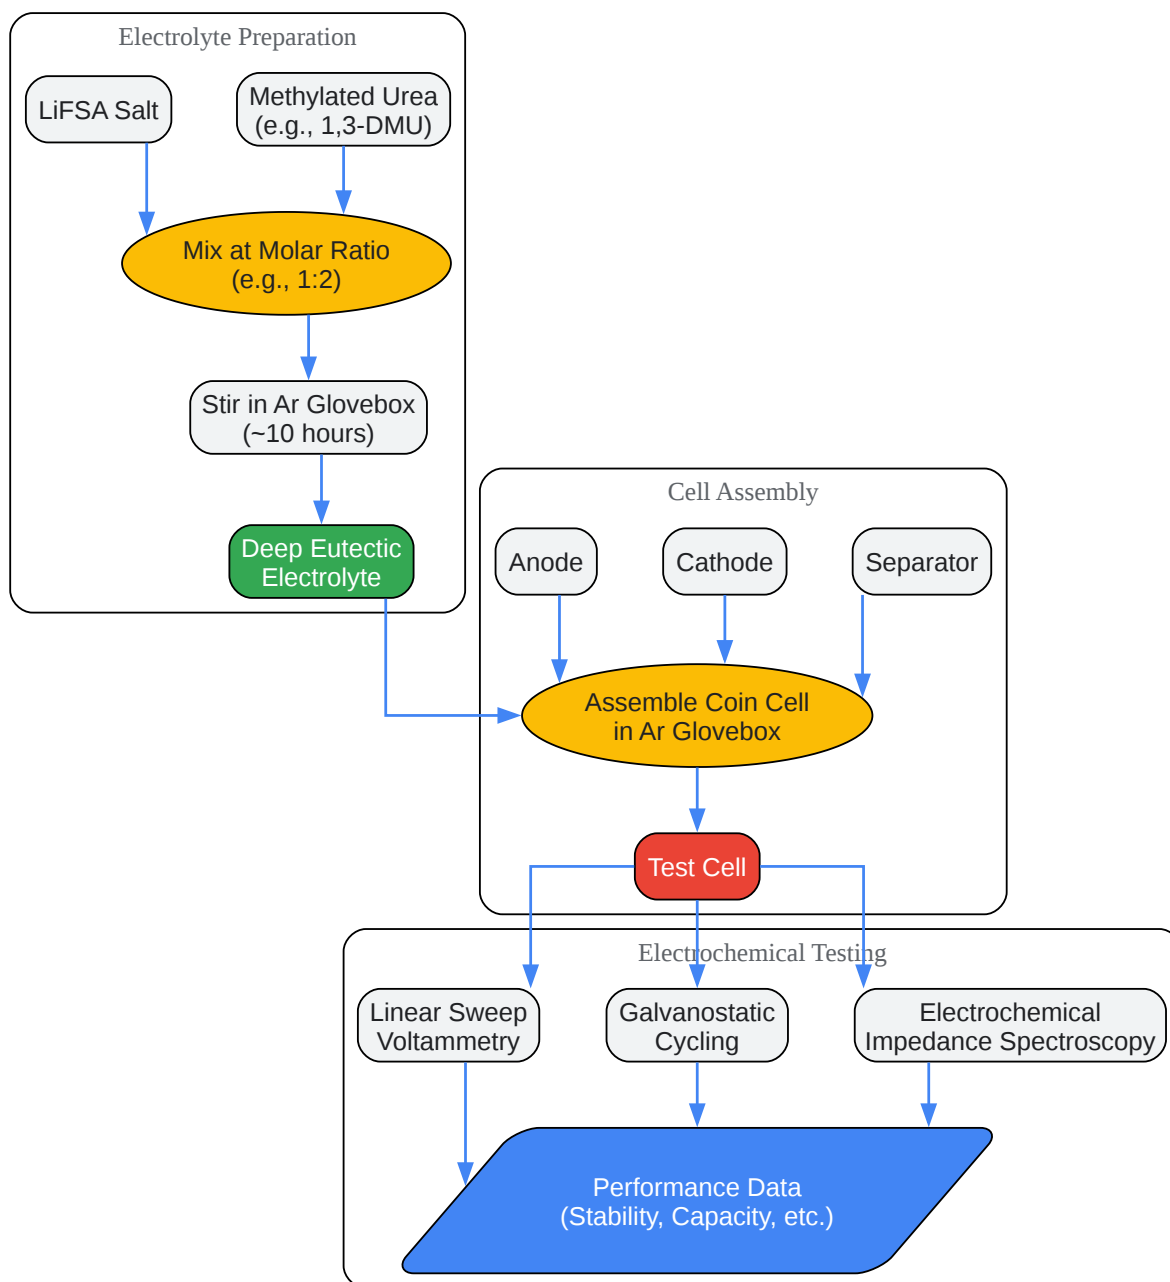 Electrolyte Preparation
LiFSA Salt
Methylated Urea
(e.g., 1,3-DMU)
Mix at Molar Ratio
(e.g., 1:2)
Stir in Ar Glovebox
(~10 hours)
Deep Eutectic
Electrolyte
Cell Assembly
Anode
Cathode
Separator
Assemble Coin Cell
in Ar Glovebox
Test Cell
Electrochemical Testing
Linear Sweep
Voltammetry
Galvanostatic
Cycling
Electrochemical
Impedance Spectroscopy
Performance Data
(Stability, Capacity, etc.)